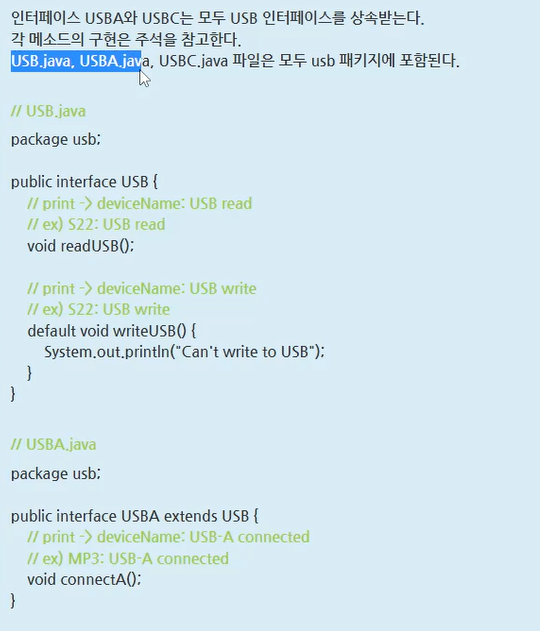 인터페이스 USBA와 USBC는 모두 USB 인터페이스를 상속받는다.
각 메소드의 구현은 주석을 참고한다.
USB.java, USBA.java, USBC.java 파일은 모두 usb 패키지에 포함된다.
// USB.java
package usb;
public interface USB {
// print -> deviceName: USB read
// ex) S22: USB read
void readUSB();
// print -> deviceName: USB write
// ex) S22: USB write
default void writeUSB() {
System.out.println("Can't write to USB");
}
}
// USBA.java
package usb;
public interface USBA extends USB {
// print -> deviceName: USB-A connected
// ex) MP3: USB-A connected
void connectA();
}